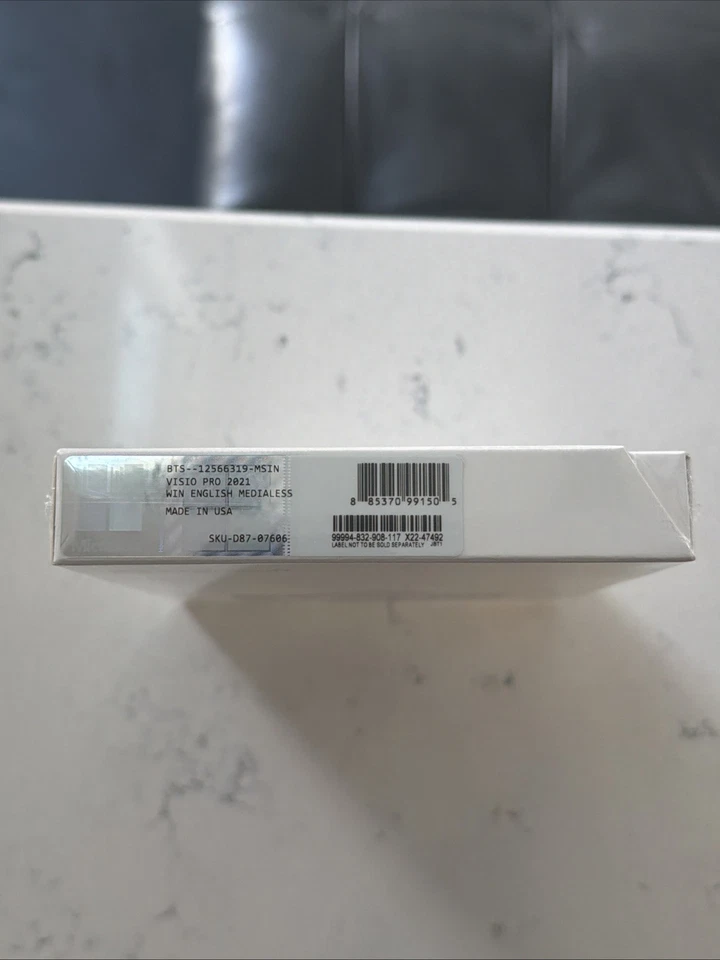 BTS--12566319-MSIN
VISIO PRO 2021
WIN ENGLISH MEDIALESS
MADE IN USA
SKU-D87-07606
8 85370 99150 5
99994-832-908-117 X22-47492
LABEL NOT TO BE SOLD SEPARATELY JBT1